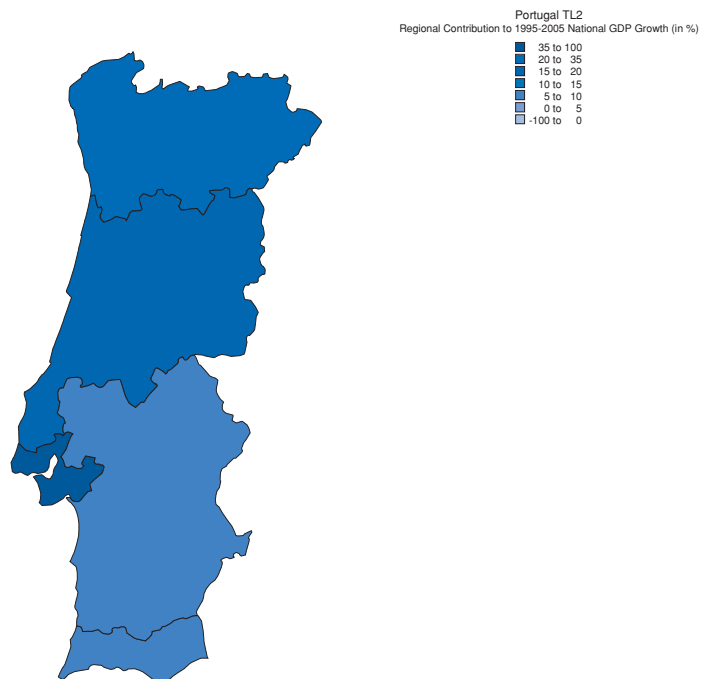 Portugal TL2
Regional Contribution to 1995-2005 National GDP Growth (in %)
35 to 100
20 to 35
15 to 20
10 to 15
5 to 10
0 to 5
-100 to 0